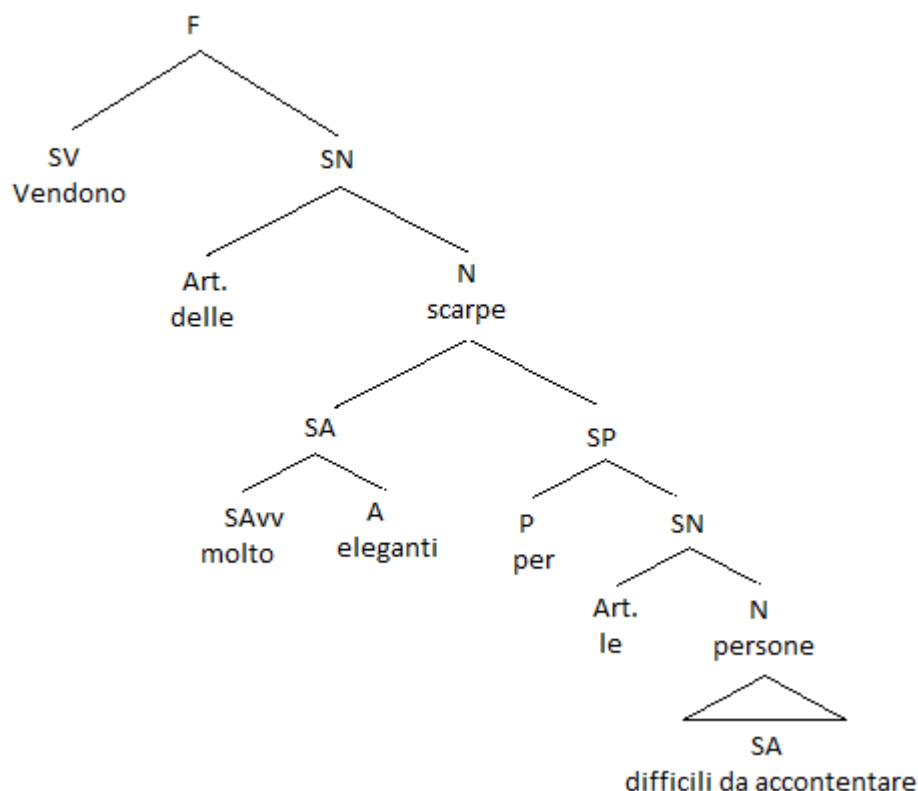 F
SV SN
Vendono
Art. N
delle scarpe
SA SP
SAvv A P SN
molto eleganti per
Art. N
le persone
SA
difficili da accontentare